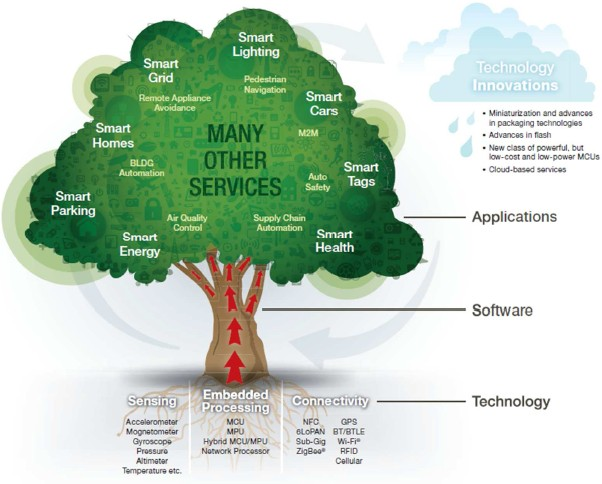 Smart
Lighting
Technology
Innovations
Smart
Grid
Pedestrian
Navigation
Remote Appliance
Avoidance
Smart
Cars
• Miniaturization and advances
in packaging technologies
• Advances in flash
• New class of powerful, but
low-cost and low-power MCUs
• Cloud-based services
Smart
Homes
MANY
OTHER
SERVICES
M2M
BLDG
Automation
Auto
Safety
Smart
Tags
Smart
Parking
Air Quality
Control
Supply Chain
Automation
Applications
Smart
Energy
Smart
Health
Software
Technology
Sensing
Accelerometer
Mognetometer
Gyroscope
Pressure
Altimeter
Temperature etc.
Embedded
Processing
MCU
MPU
Hybrid MCU/MPU
Network Processor
Connectivity
NFC
6LoPAN
Sub-Gig
ZigBee®
GPS
BT/BTLE
Wi-Fi®
RFID
Cellular